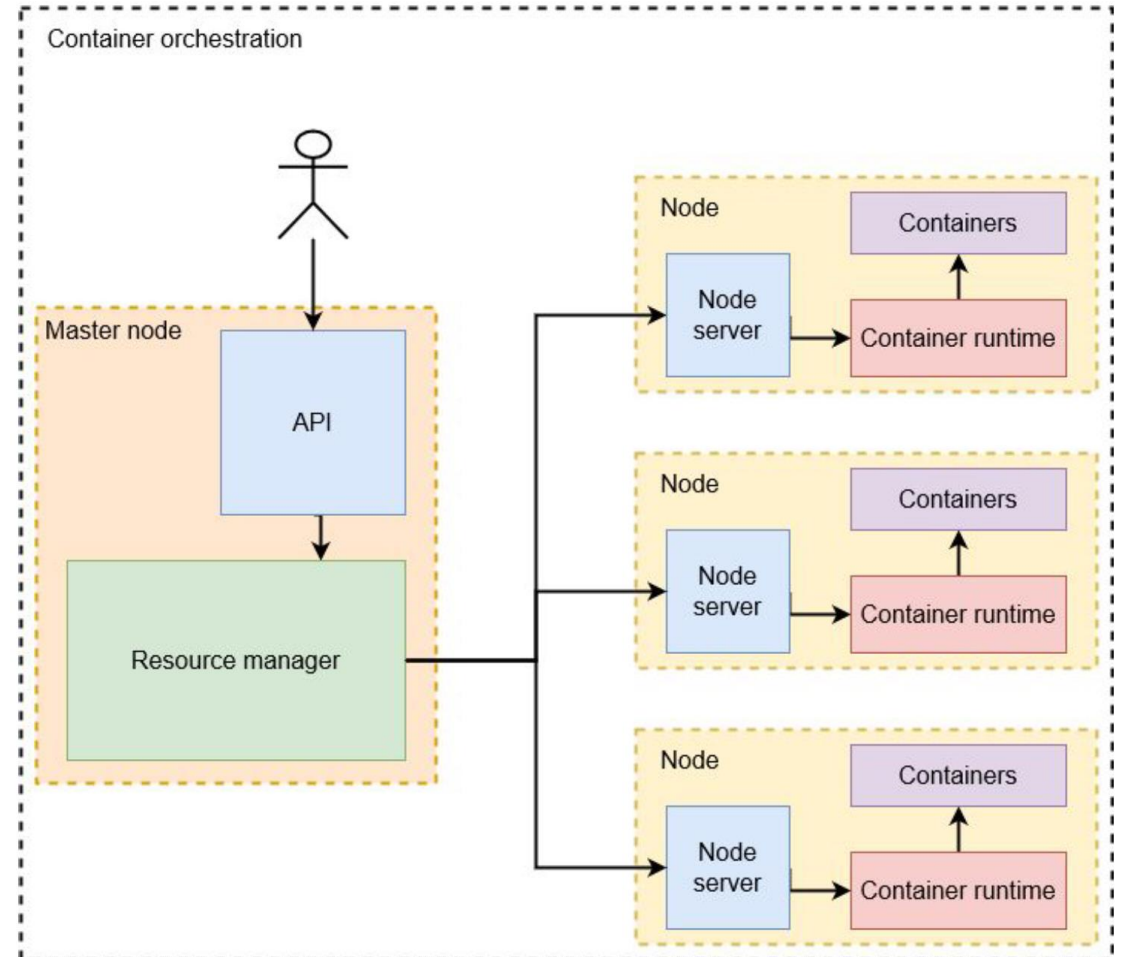 Container orchestration
Master node
API
Resource manager
Node
Containers
Node
server
Container runtime
Node
Containers
Node
server
Container runtime
Node
Containers
Node
server
Container runtime